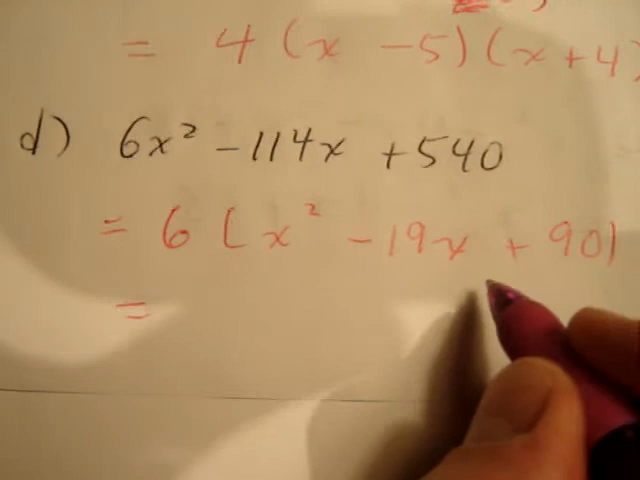 = 4 (x - 5) (x + 4)
d) 6x² - 114x + 540
= 6 (x² - 19x + 90)
=